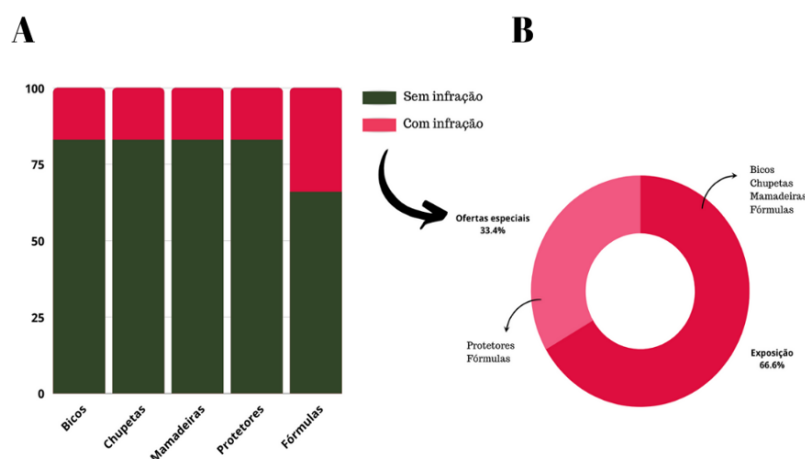 A
B
100
75
50
25
0
Bicos
Chupetas
Mamadeiras
Protetores
Fórmulas
Sem infração
Com infração
Ofertas especiais
33.4%
Bicos
Chupetas
Mamadeiras
Fórmulas
Protetores
Fórmulas
Exposição
66.6%